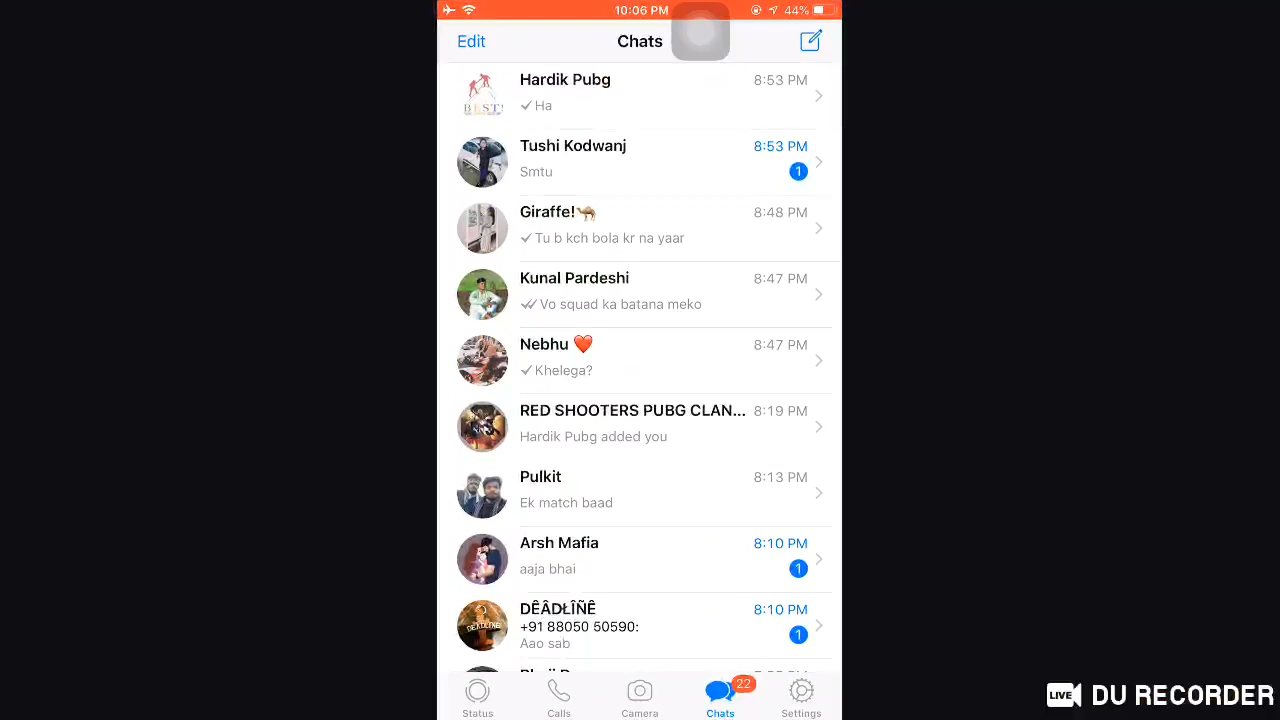 10:06 PM
44%
Edit
Chats
Hardik Pubg
8:53 PM
Ha
BEST!
Tushi Kodwanj
8:53 PM
Smtu
1
Giraffe!🐪
8:48 PM
Tu b kch bola kr na yaar
Kunal Pardeshi
8:47 PM
Vo squad ka batana meko
Nebhu ❤️
8:47 PM
Khelega?
RED SHOOTERS PUBG CLAN...
8:19 PM
Hardik Pubg added you
Pulkit
8:13 PM
Ek match baad
Arsh Mafia
8:10 PM
aaja bhai
1
DÊÂDŁÎÑÊ
8:10 PM
+91 88050 50590:
Aao sab
1
22
Status
Calls
Camera
Chats
Settings
LIVE DU RECORDER